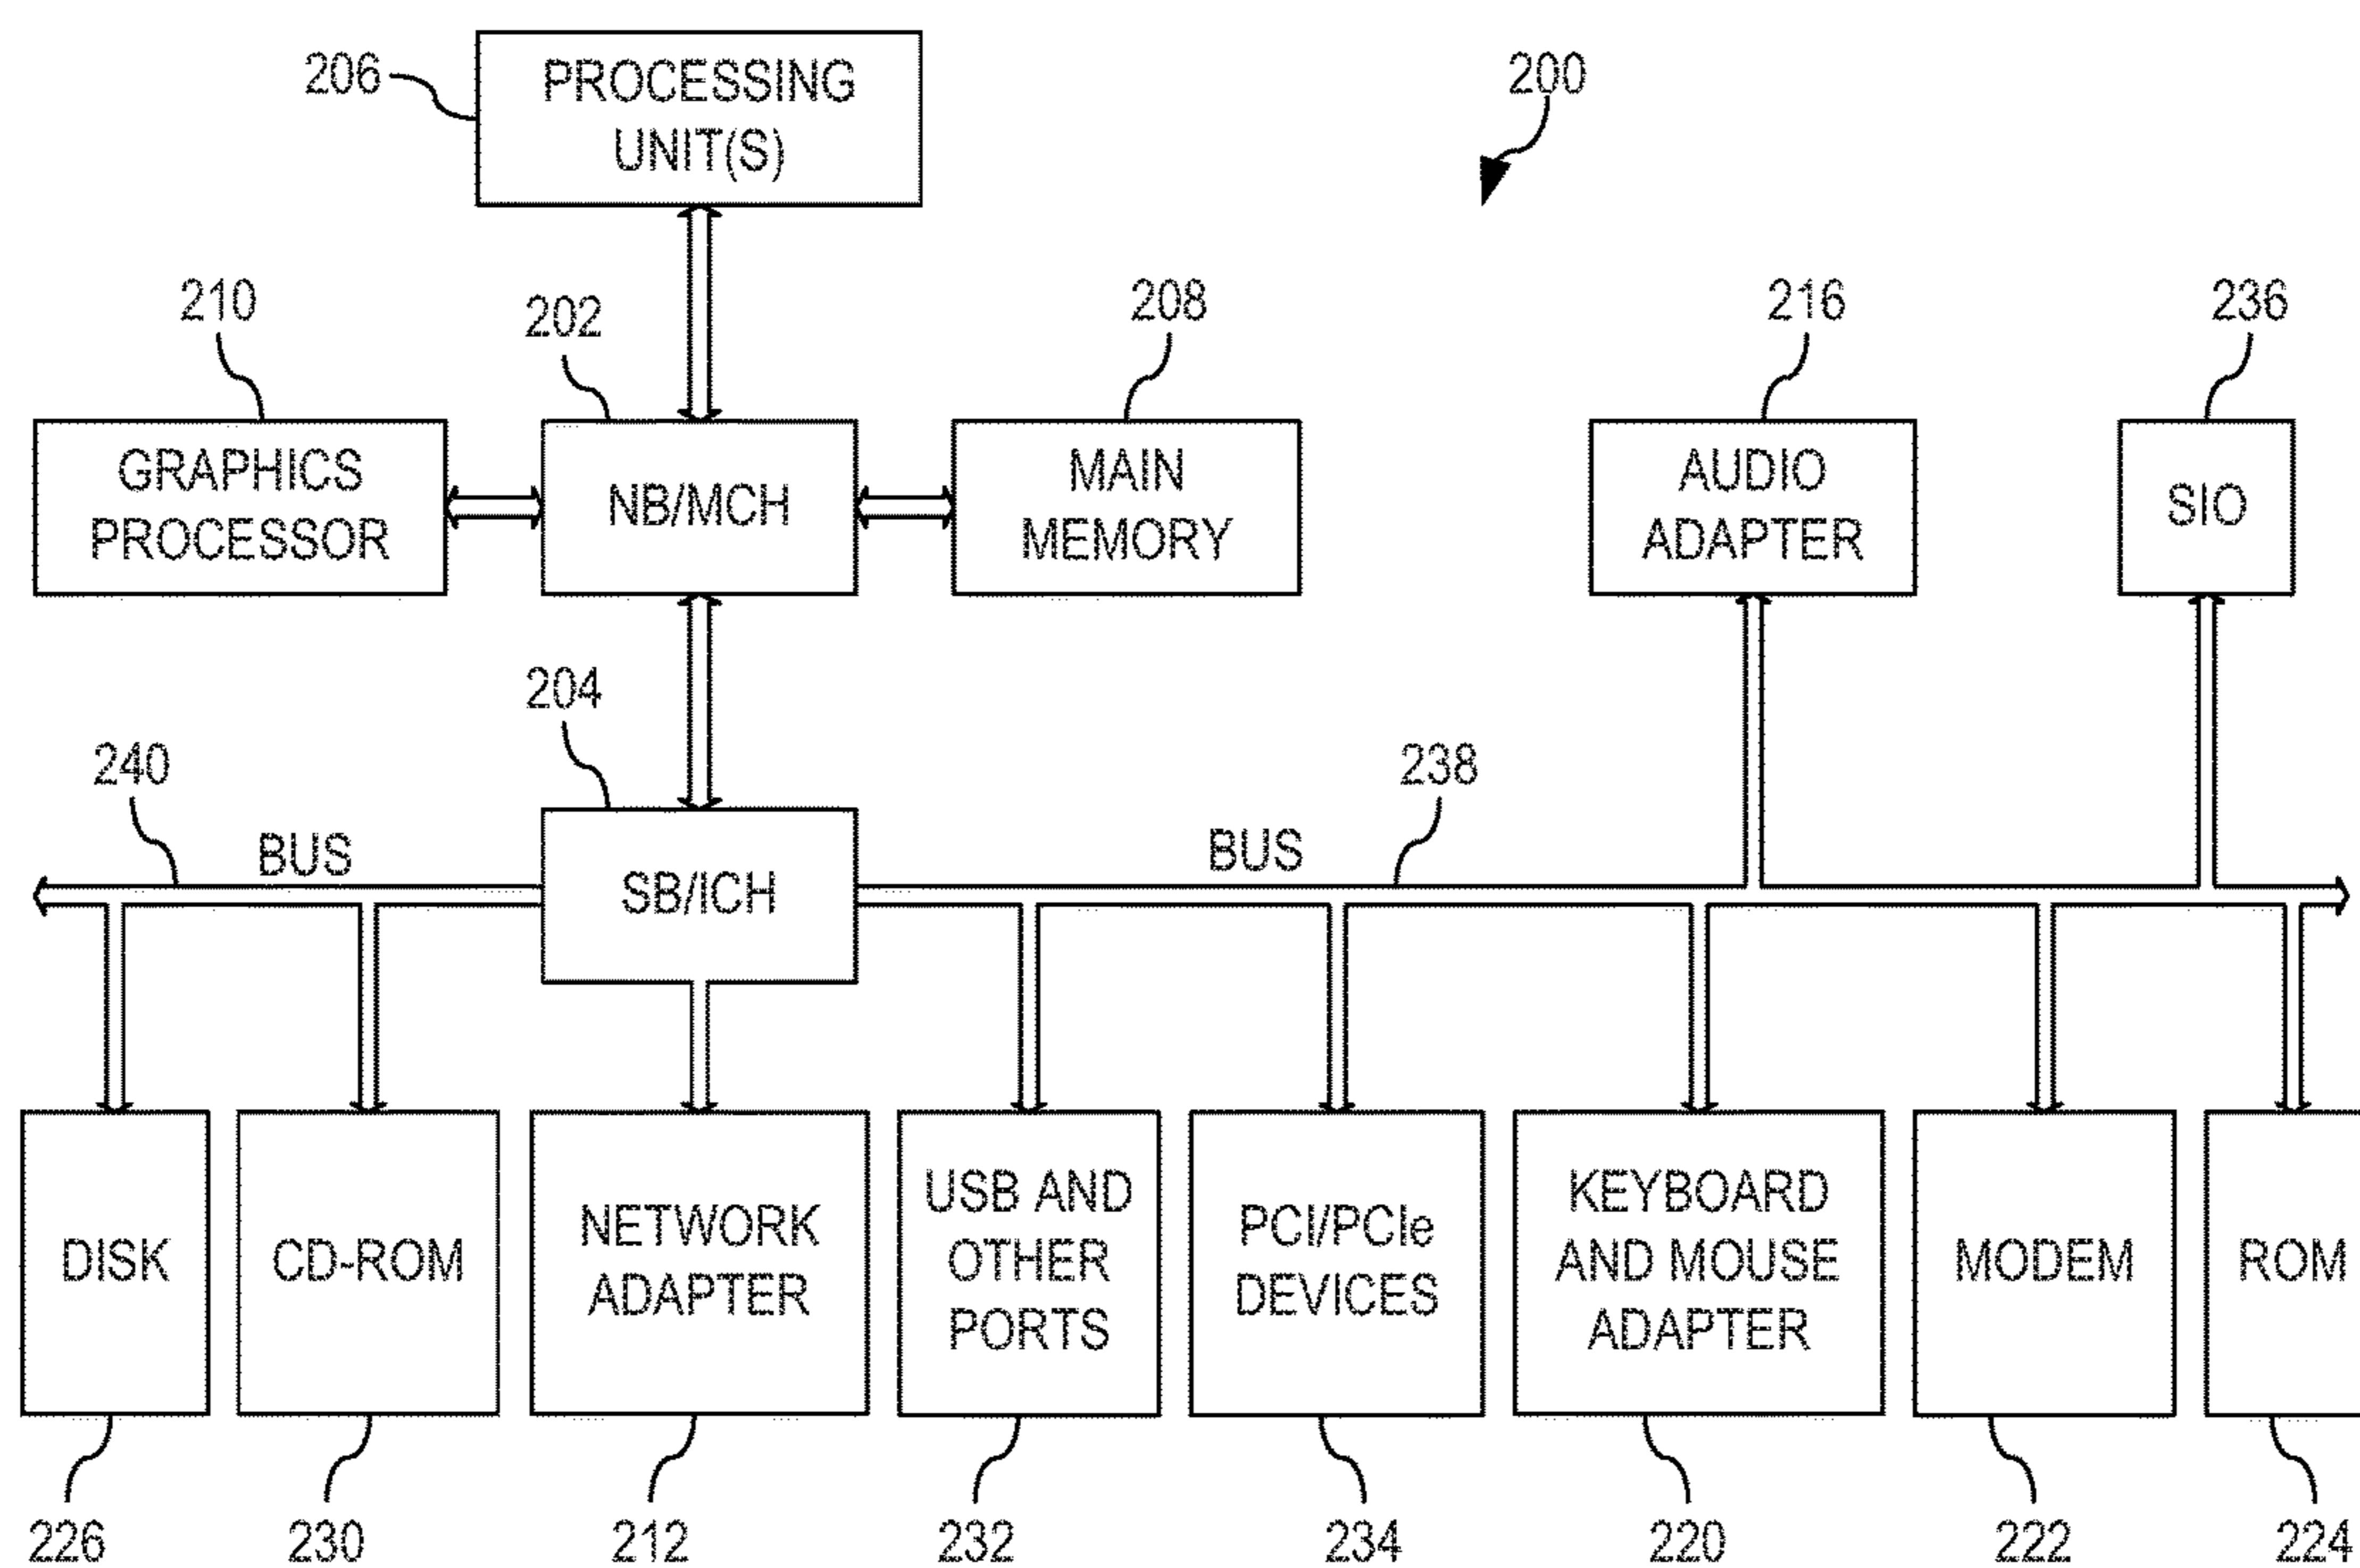 206
PROCESSING
UNIT(S)
200
210
202
208
216
236
GRAPHICS
PROCESSOR
NB/MCH
MAIN
MEMORY
AUDIO
ADAPTER
SIO
204
240
BUS
SB/ICH
BUS
238
DISK
CD-ROM
NETWORK
ADAPTER
USB AND
OTHER
PORTS
PCI/PCIe
DEVICES
KEYBOARD
AND MOUSE
ADAPTER
MODEM
ROM
226
230
212
232
234
220
222
224